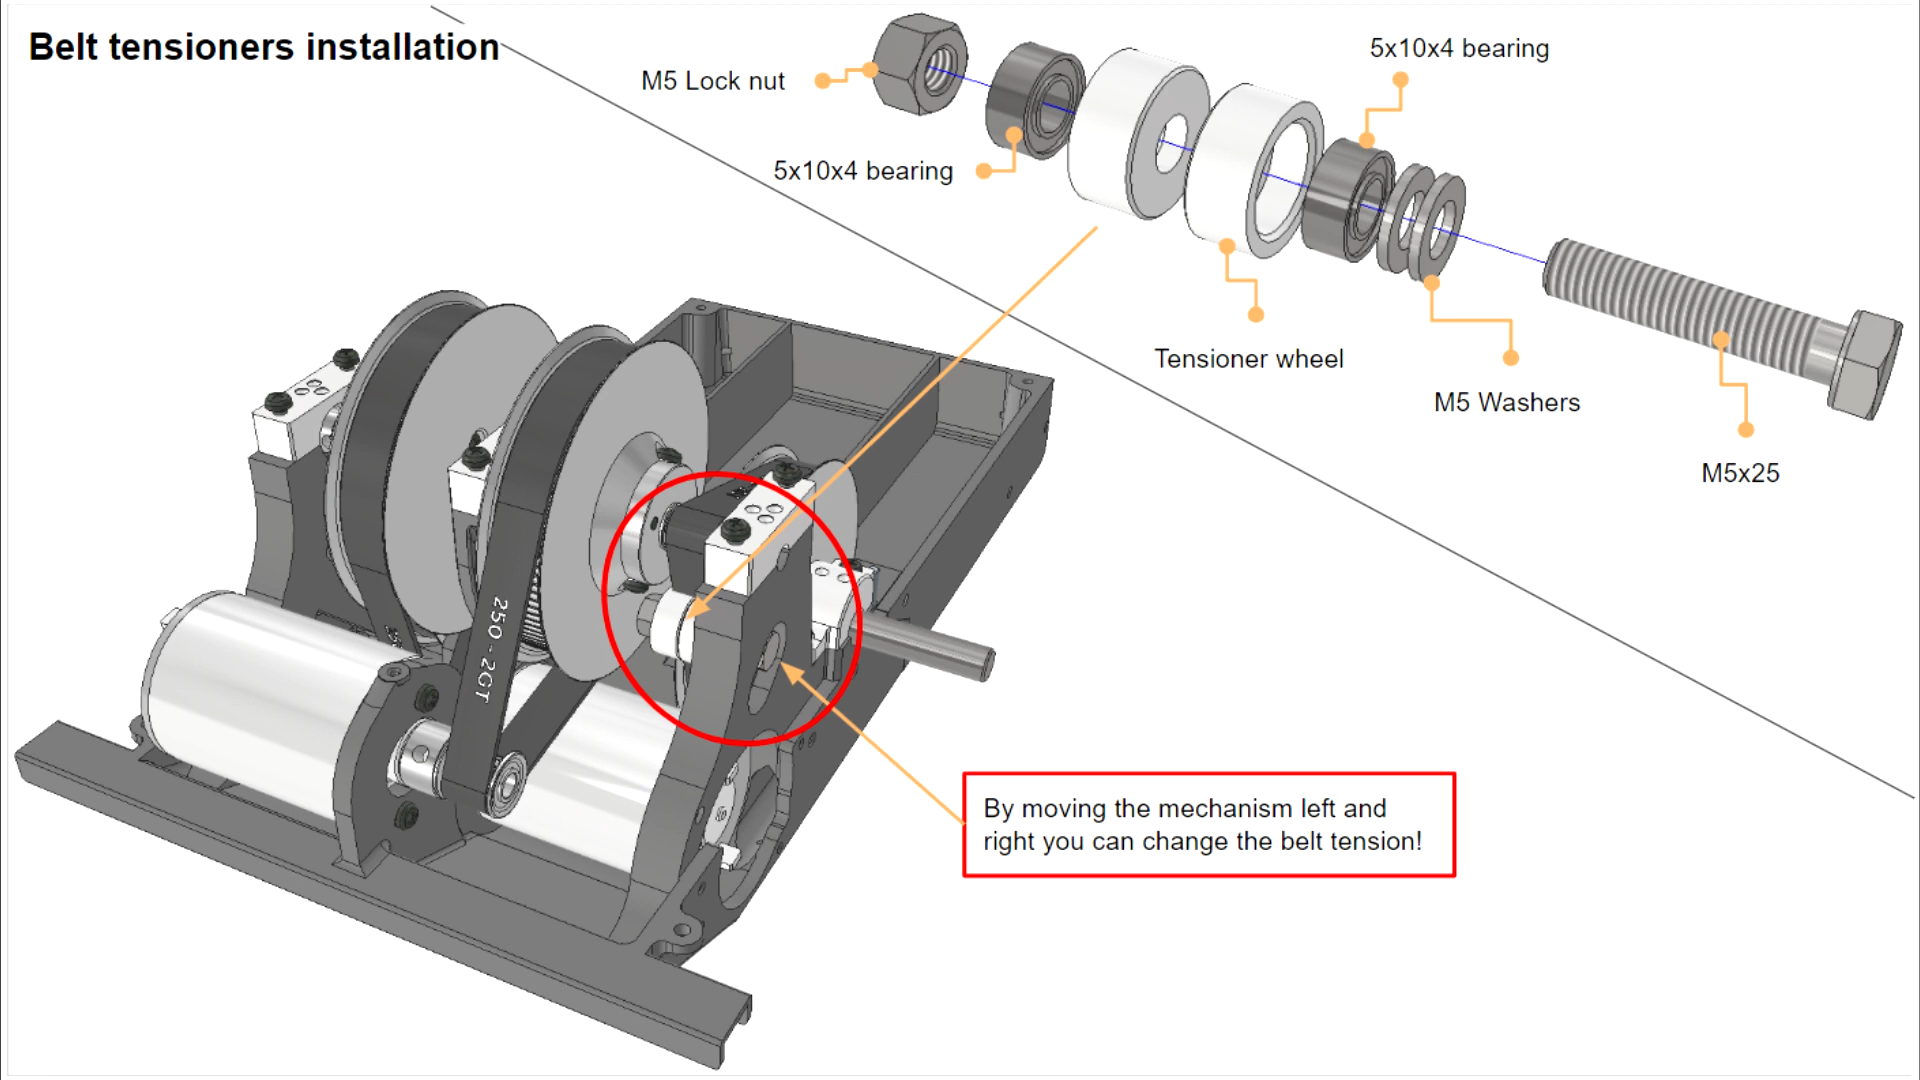 Belt tensioners installation
5x10x4 bearing
M5 Lock nut
5x10x4 bearing
Tensioner wheel
M5 Washers
M5x25
250-2GT
By moving the mechanism left and
right you can change the belt tension!